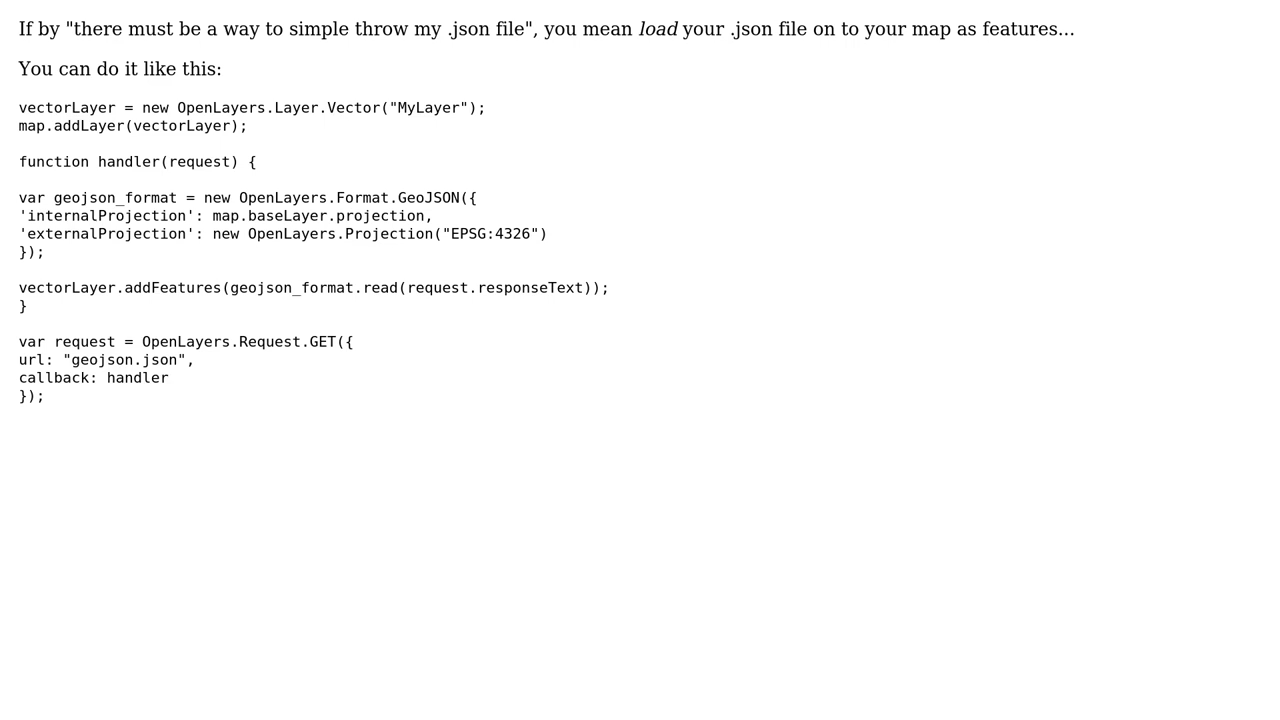 If by "there must be a way to simple throw my .json file", you mean load your .json file on to your map as features...
You can do it like this:
vectorLayer = new OpenLayers.Layer.Vector("MyLayer");
map.addLayer(vectorLayer);
function handler(request) {
var geojson_format = new OpenLayers.Format.GeoJSON({
'internalProjection': map.baseLayer.projection,
'externalProjection': new OpenLayers.Projection("EPSG:4326")
});
vectorLayer.addFeatures(geojson_format.read(request.responseText));
}
var request = OpenLayers.Request.GET({
url: "geojson.json",
callback: handler
});